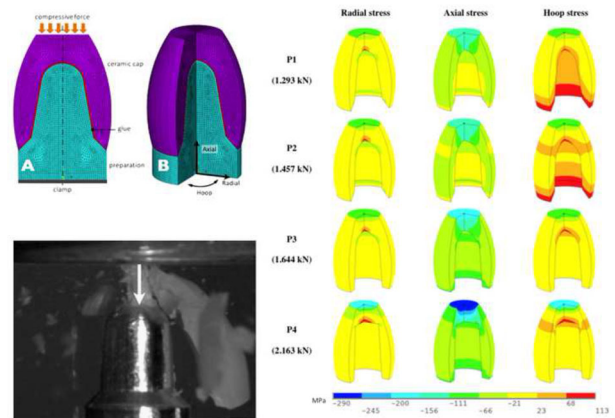 compressive force
ceramic cap
glue
preparation
clamp
A
B
Axial
Radial
Hoop
Radial stress
Axial stress
Hoop stress
P1
(1.293 kN)
P2
(1.457 kN)
P3
(1.644 kN)
P4
(2.163 kN)
MPa
-290
-245
-200
-156
-111
-66
-21
23
68